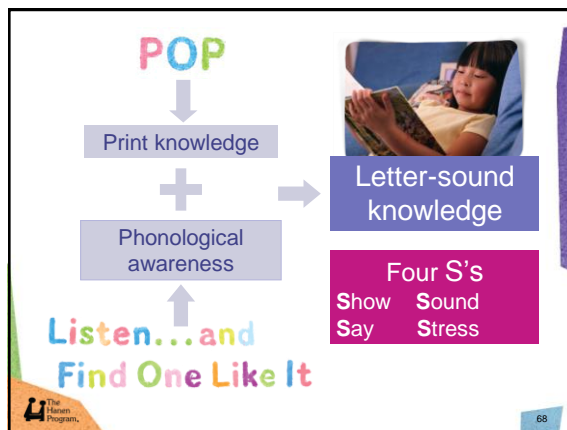 POP
Print knowledge
Phonological
awareness
Listen...and
Find One Like It
Letter-sound
knowledge
Four S's
Show Sound
Say Stress
The
Hanen
Program®
68